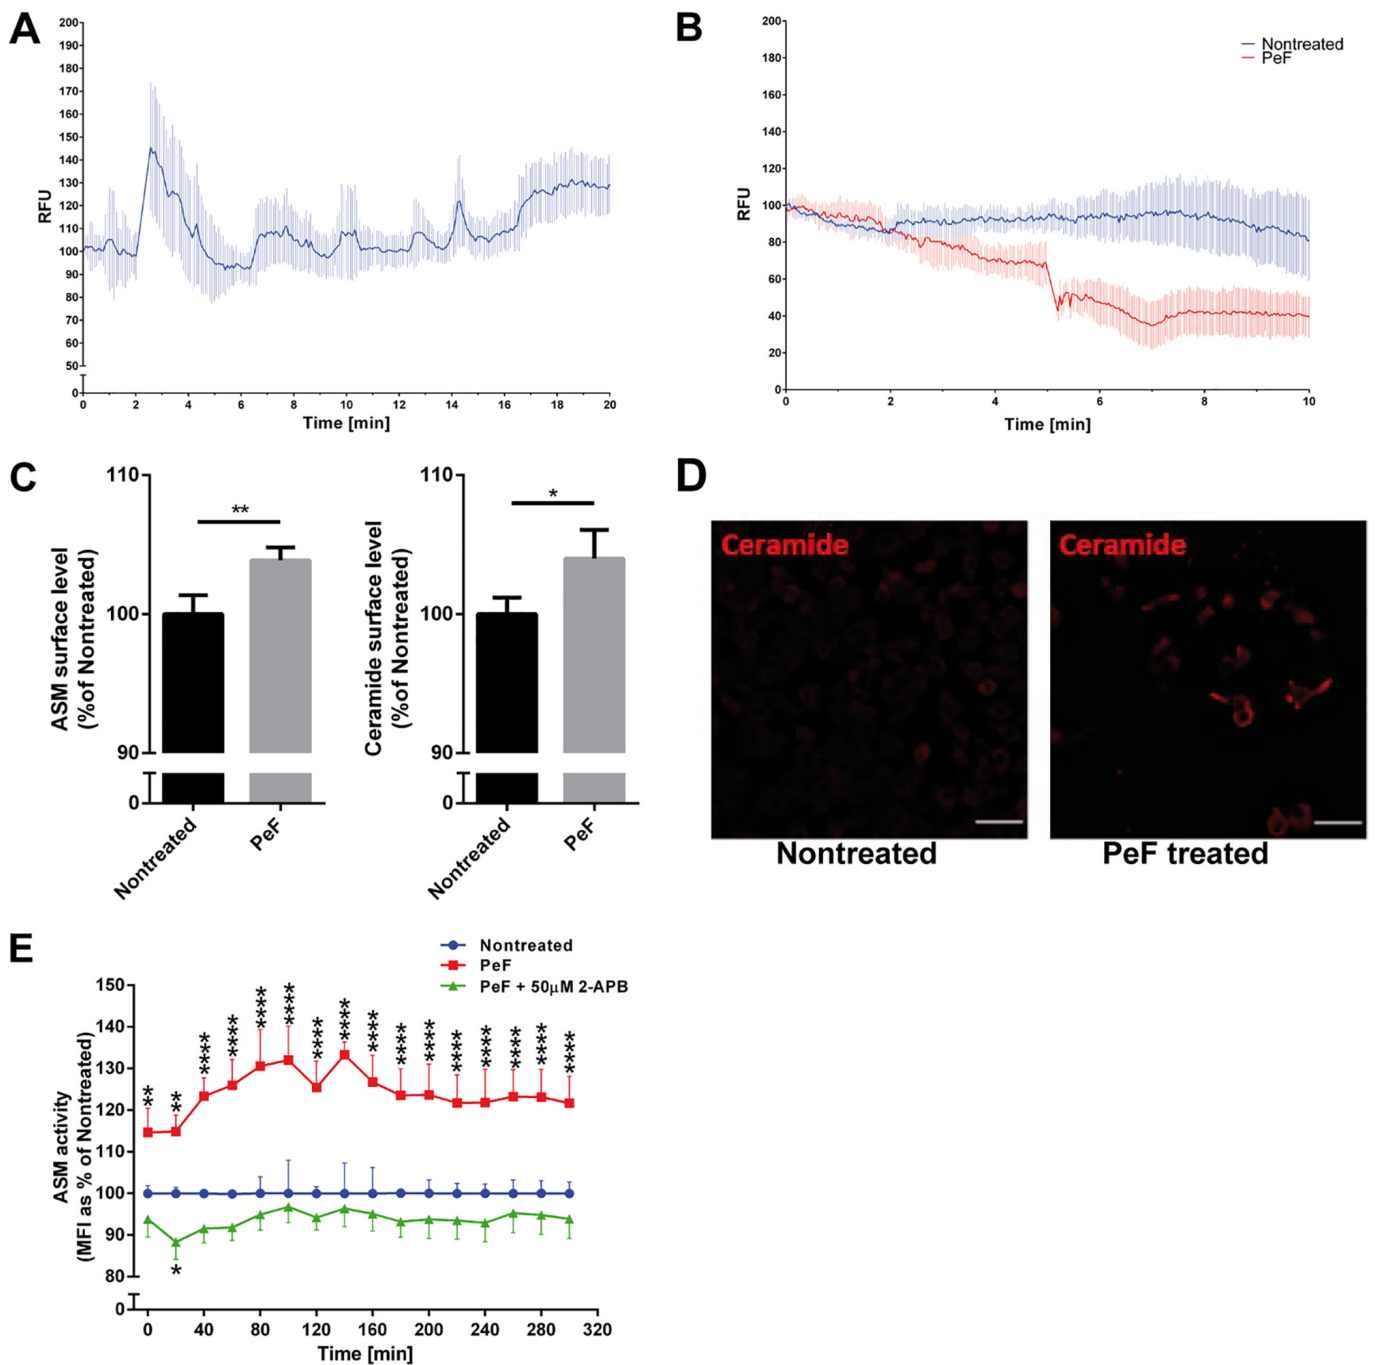 A
RFU
200
190
180
170
160
150
140
130
120
110
100
90
80
70
60
50
0
0 2 4 6 8 10 12 14 16 18 20
Time [min]
B
RFU
200
180
160
140
120
100
80
60
40
20
0
0 2 4 6 8 10
Time [min]
Nontreated
PeF
C
ASM surface level
(%of Nontreated)
110
100
90
0
**
Nontreated
PeF
Ceramide surface level
(%of Nontreated)
110
100
90
0
*
Nontreated
PeF
D
Ceramide
Nontreated
Ceramide
PeF treated
E
Nontreated
PeF
PeF + 50µM 2-APB
ASM activity
(MFI as % of Nontreated)
150
140
130
120
110
100
90
80
0
** ** **** **** **** **** **** **** **** **** **** **** **** **** **** ****
*
0 40 80 120 160 200 240 280 320
Time [min]